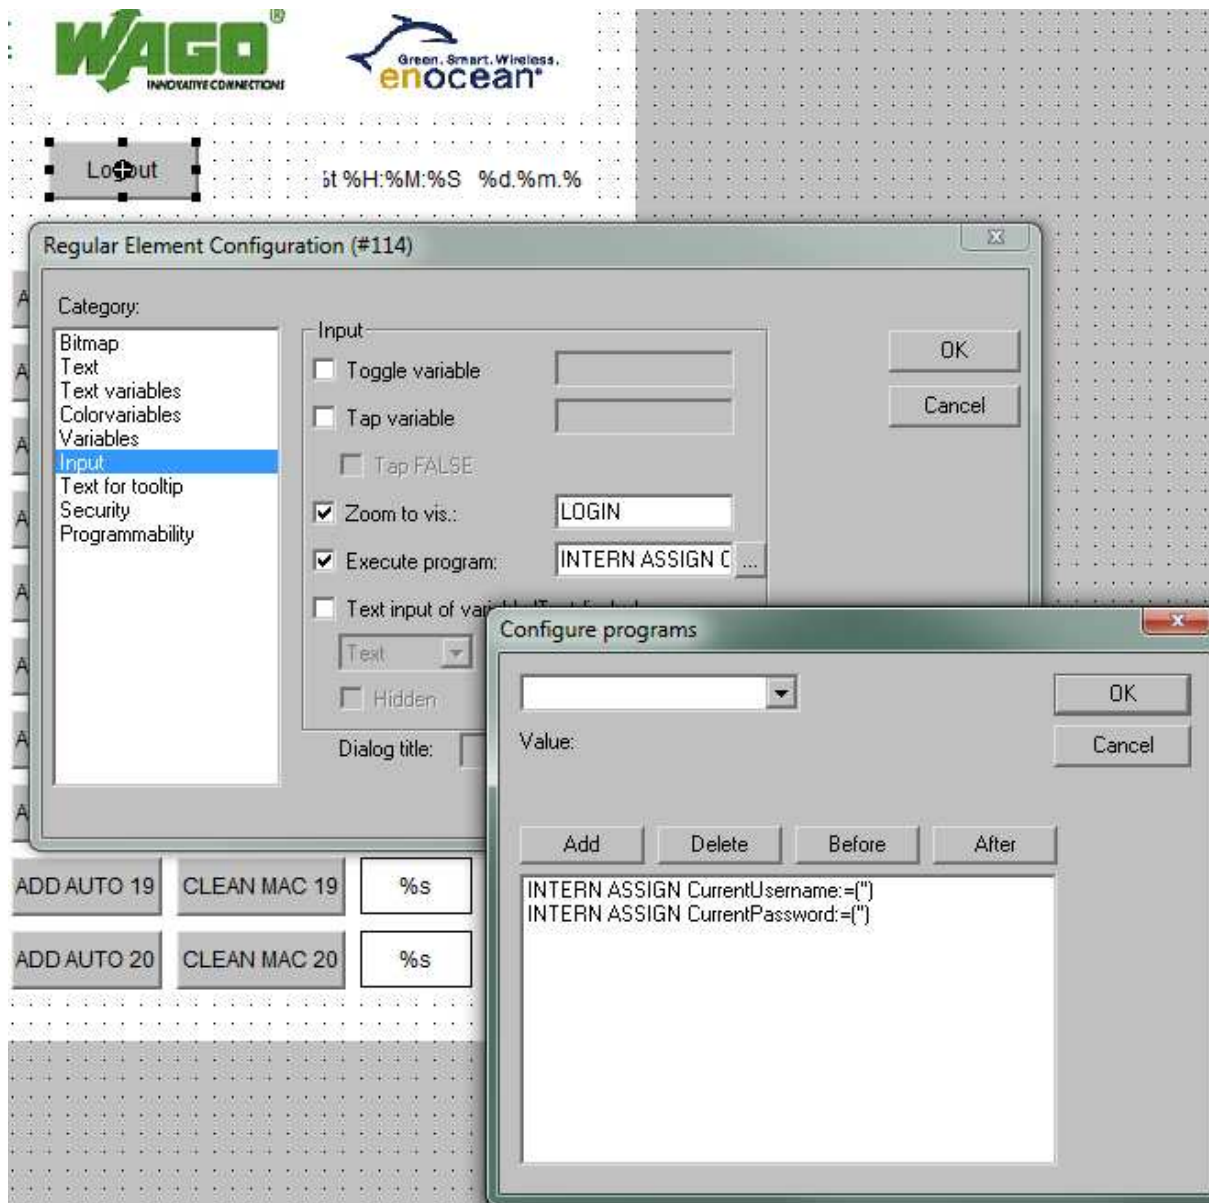 WAGO®
INNOVATIVE CONNECTIONS
Green. Smart. Wireless.
enocean®
Logout
%t %H:%M:%S %d.%m.%
Regular Element Configuration (#114)
Category:
Bitmap
Text
Text variables
Colorvariables
Variables
Input
Text for tooltip
Security
Programmability
Input
Toggle variable
Tap variable
Tap FALSE
Zoom to vis.: LOGIN
Execute program: INTERN ASSIGN C ...
Text input of
Text
Hidden
Dialog title:
OK
Cancel
Configure programs
Value:
OK
Cancel
Add Delete Before After
INTERN ASSIGN CurrentUsername:=('')
INTERN ASSIGN CurrentPassword:=('')
A
A
A
A
A
A
A
A
ADD AUTO 19 CLEAN MAC 19 %s
ADD AUTO 20 CLEAN MAC 20 %s